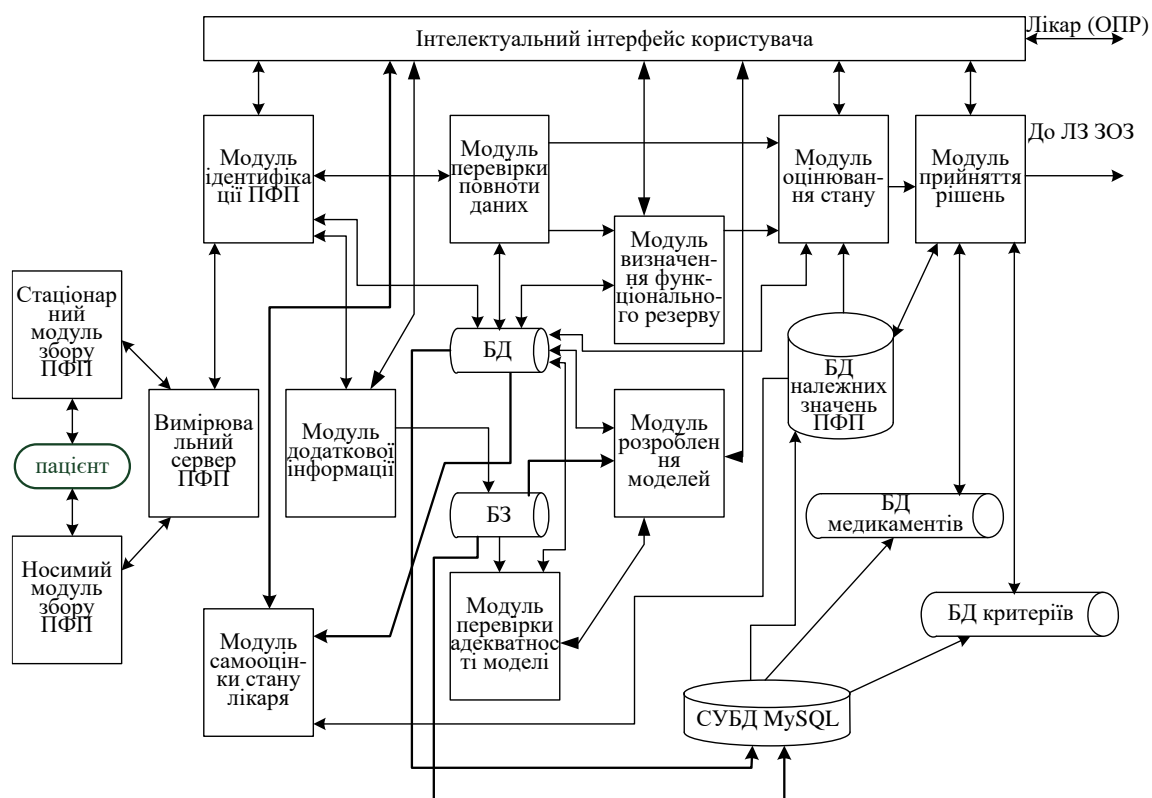 Лікар (ОПР)
Інтелектуальний інтерфейс користувача
До ЛЗ ЗОЗ
Модуль
ідентифіка
ції ПФП
Модуль
перевірки
повноти
даних
Модуль
оцінюван-
ня стану
Модуль
прийняття
рішень
Модуль
визначен-
ня функ-
ціонального
резерву
Стаціонар
ний
модуль
збору
ПФП
БД
БД
належних
значень
ПФП
Вимірюва
льний
сервер
ПФП
Модуль
додаткової
інформації
Модуль
розроблен
ня
моделей
пацієнт
БЗ
БД
медикаментів
Носимий
модуль
збору
ПФП
Модуль
перевірки
адекватнос
ті моделі
БД критеріїв
Модуль
самооцін-
ки стану
лікаря
СУБД MySQL